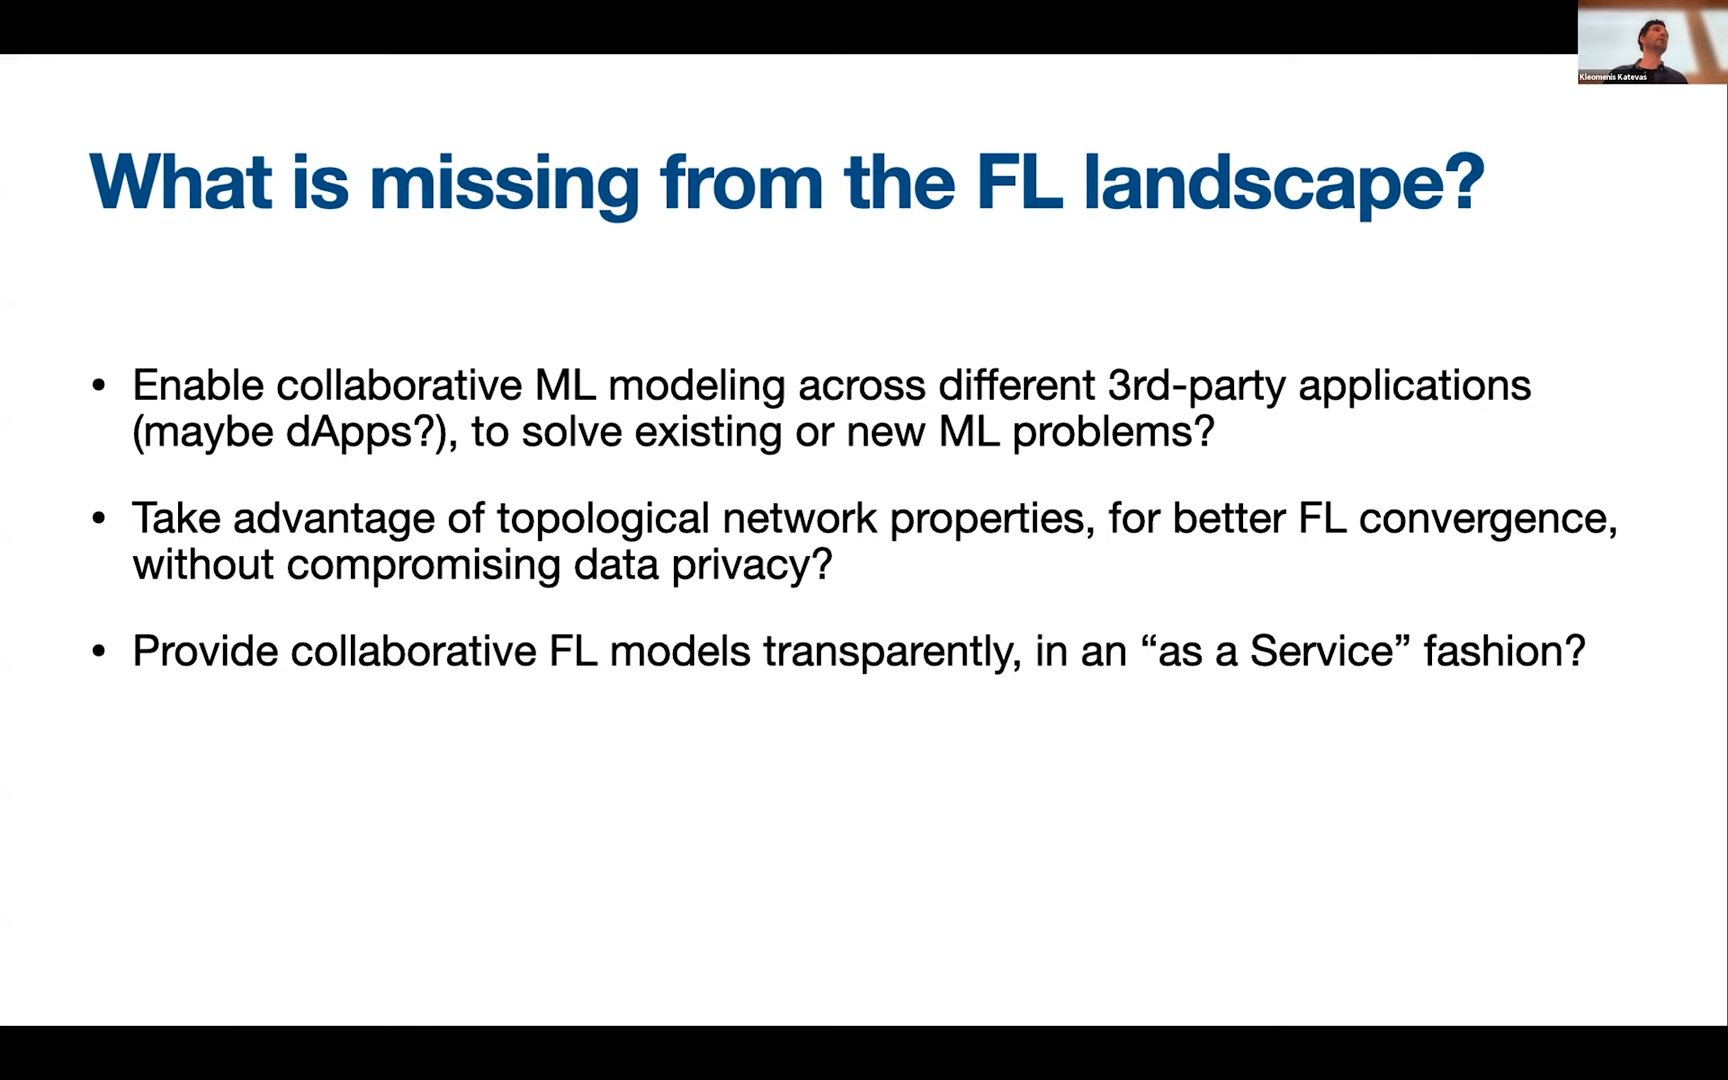 Kleomenis Katevas
What is missing from the FL landscape?
• Enable collaborative ML modeling across different 3rd-party applications
(maybe dApps?), to solve existing or new ML problems?
• Take advantage of topological network properties, for better FL convergence,
without compromising data privacy?
• Provide collaborative FL models transparently, in an “as a Service” fashion?